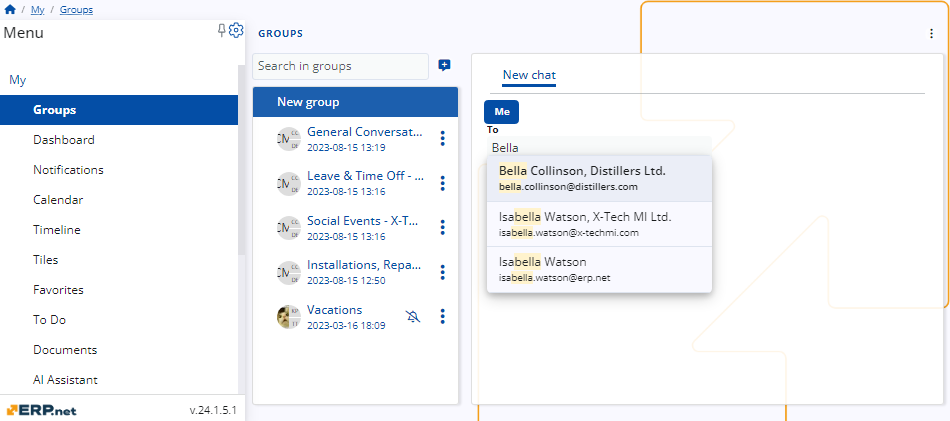 / My / Groups
Menu
My
Groups
Dashboard
Notifications
Calendar
Timeline
Tiles
Favorites
To Do
Documents
AI Assistant
ERP.net
v.24.1.5.1
GROUPS
Search in groups
New group
General Conversat...
2023-08-15 13:19
Leave & Time Off - ...
2023-08-15 13:16
Social Events - X-T...
2023-08-15 13:16
Installations, Repa...
2023-08-15 12:50
Vacations
2023-03-16 18:09
New chat
Me
To
Bella
Bella Collinson, Distillers Ltd.
bella.collinson@distillers.com
Isabella Watson, X-Tech MI Ltd.
isabella.watson@x-techmi.com
Isabella Watson
isabella.watson@erp.net